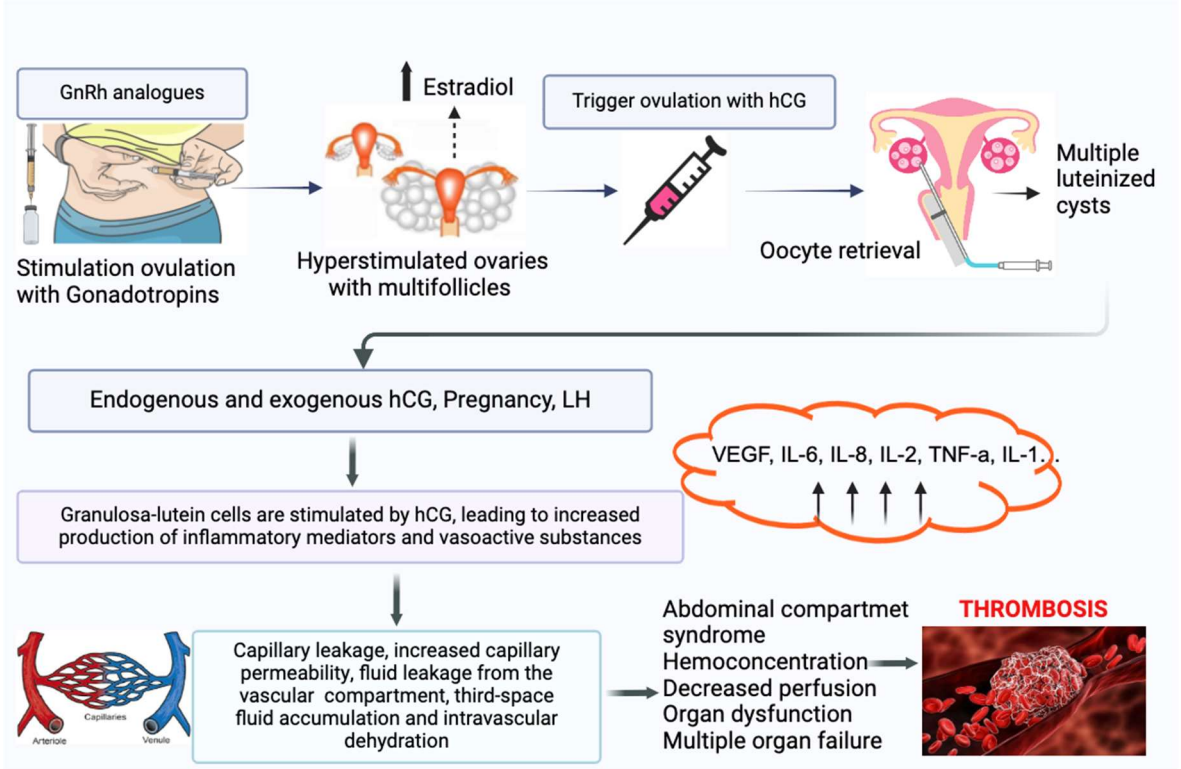 GnRh analogues
Stimulation ovulation
with Gonadotropins
Estradiol
Hyperstimulated ovaries
with multifollicles
Trigger ovulation with hCG
Oocyte retrieval
Multiple
luteinized
cysts
Endogenous and exogenous hCG, Pregnancy, LH
VEGF, IL-6, IL-8, IL-2, TNF-a, IL-1...
Granulosa-lutein cells are stimulated by hCG, leading to increased
production of inflammatory mediators and vasoactive substances
Capillaries
Arteriole
Venule
Capillary leakage, increased capillary
permeability, fluid leakage from the
vascular compartment, third-space
fluid accumulation and intravascular
dehydration
Abdominal compartmet
syndrome
Hemoconcentration
Decreased perfusion
Organ dysfunction
Multiple organ failure
THROMBOSIS